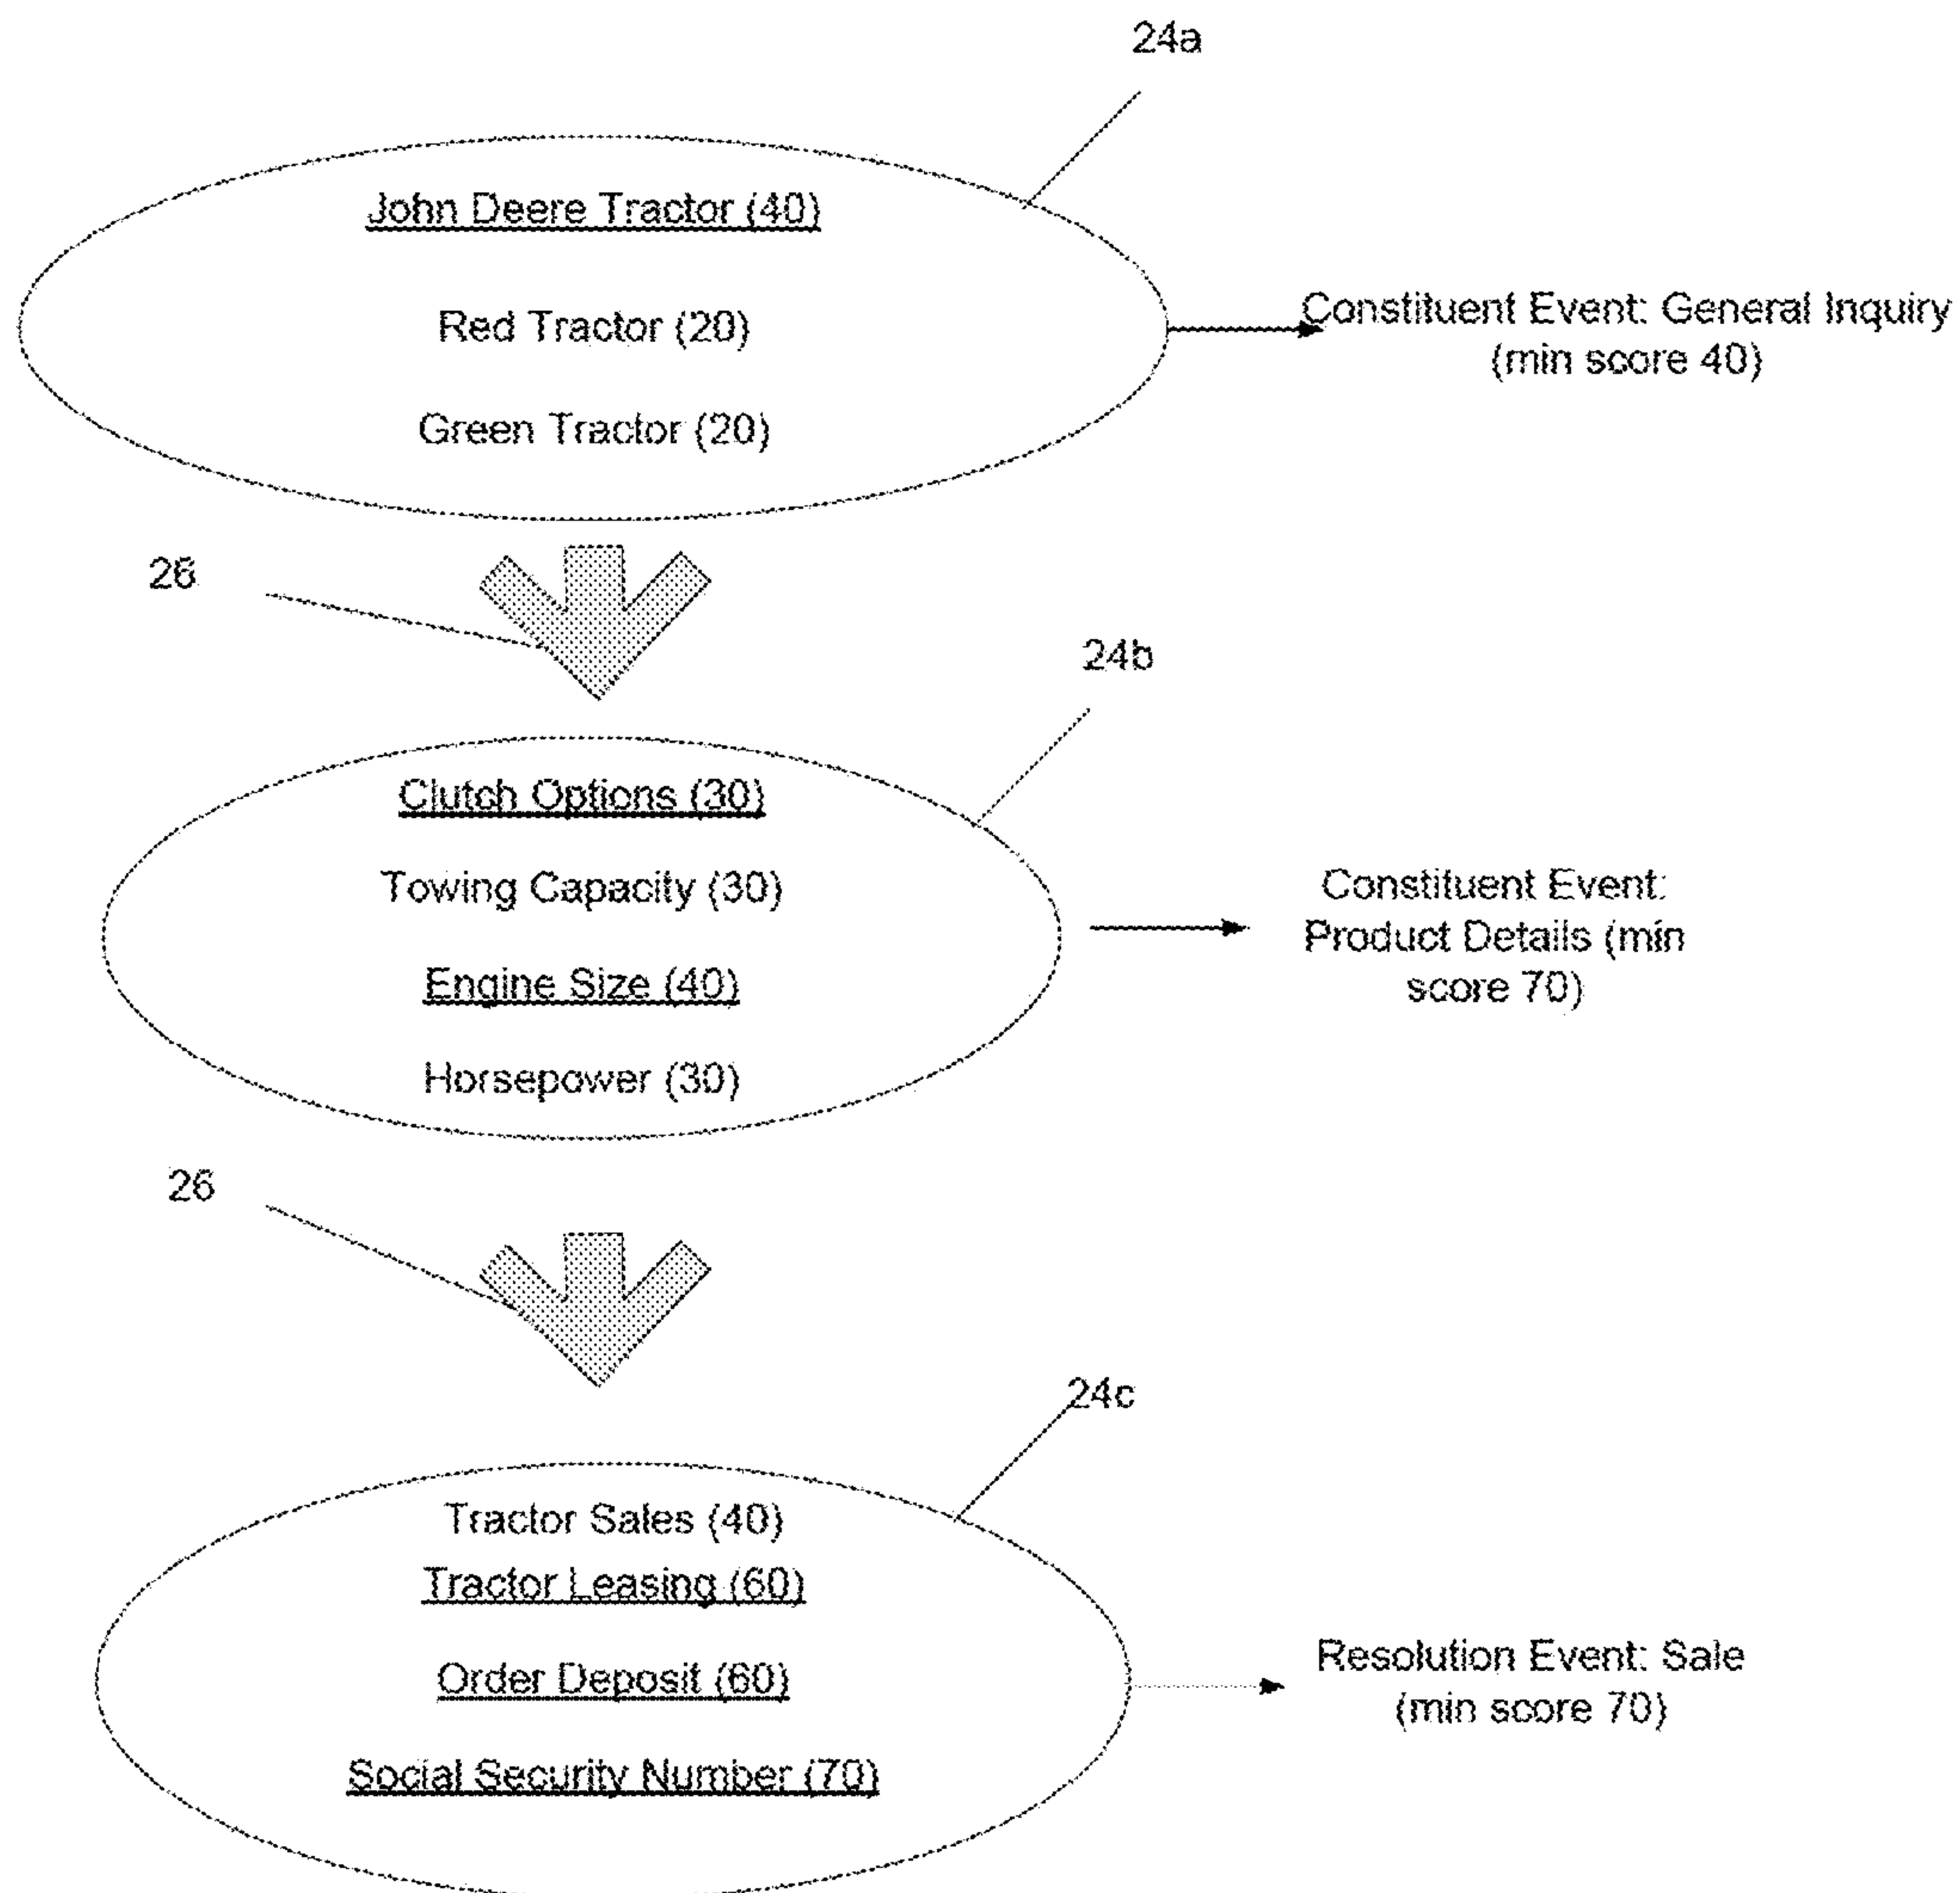 24a
John Deere Tractor (40)
Red Tractor (20)
Green Tractor (20)
Constituent Event: General Inquiry
(min score 40)
26
24b
Clutch Options (30)
Towing Capacity (30)
Engine Size (40)
Horsepower (30)
Constituent Event:
Product Details (min
score 70)
26
24c
Tractor Sales (40)
Tractor Leasing (60)
Order Deposit (60)
Social Security Number (70)
Resolution Event: Sale
(min score 70)